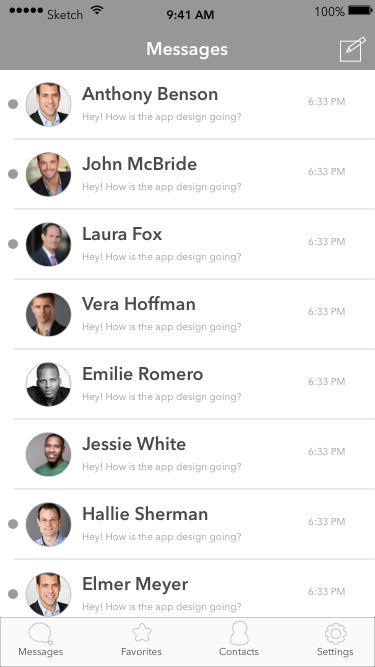 Sketch 9:41 AM 100%
Messages
Anthony Benson
6:33 PM
Hey! How is the app design going?
John McBride
6:33 PM
Hey! How is the app design going?
Laura Fox
6:33 PM
Hey! How is the app design going?
Vera Hoffman
6:33 PM
Hey! How is the app design going?
Emilie Romero
6:33 PM
Hey! How is the app design going?
Jessie White
6:33 PM
Hey! How is the app design going?
Hallie Sherman
6:33 PM
Hey! How is the app design going?
Elmer Meyer
6:33 PM
Hey! How is the app design going?
Messages Favorites Contacts Settings